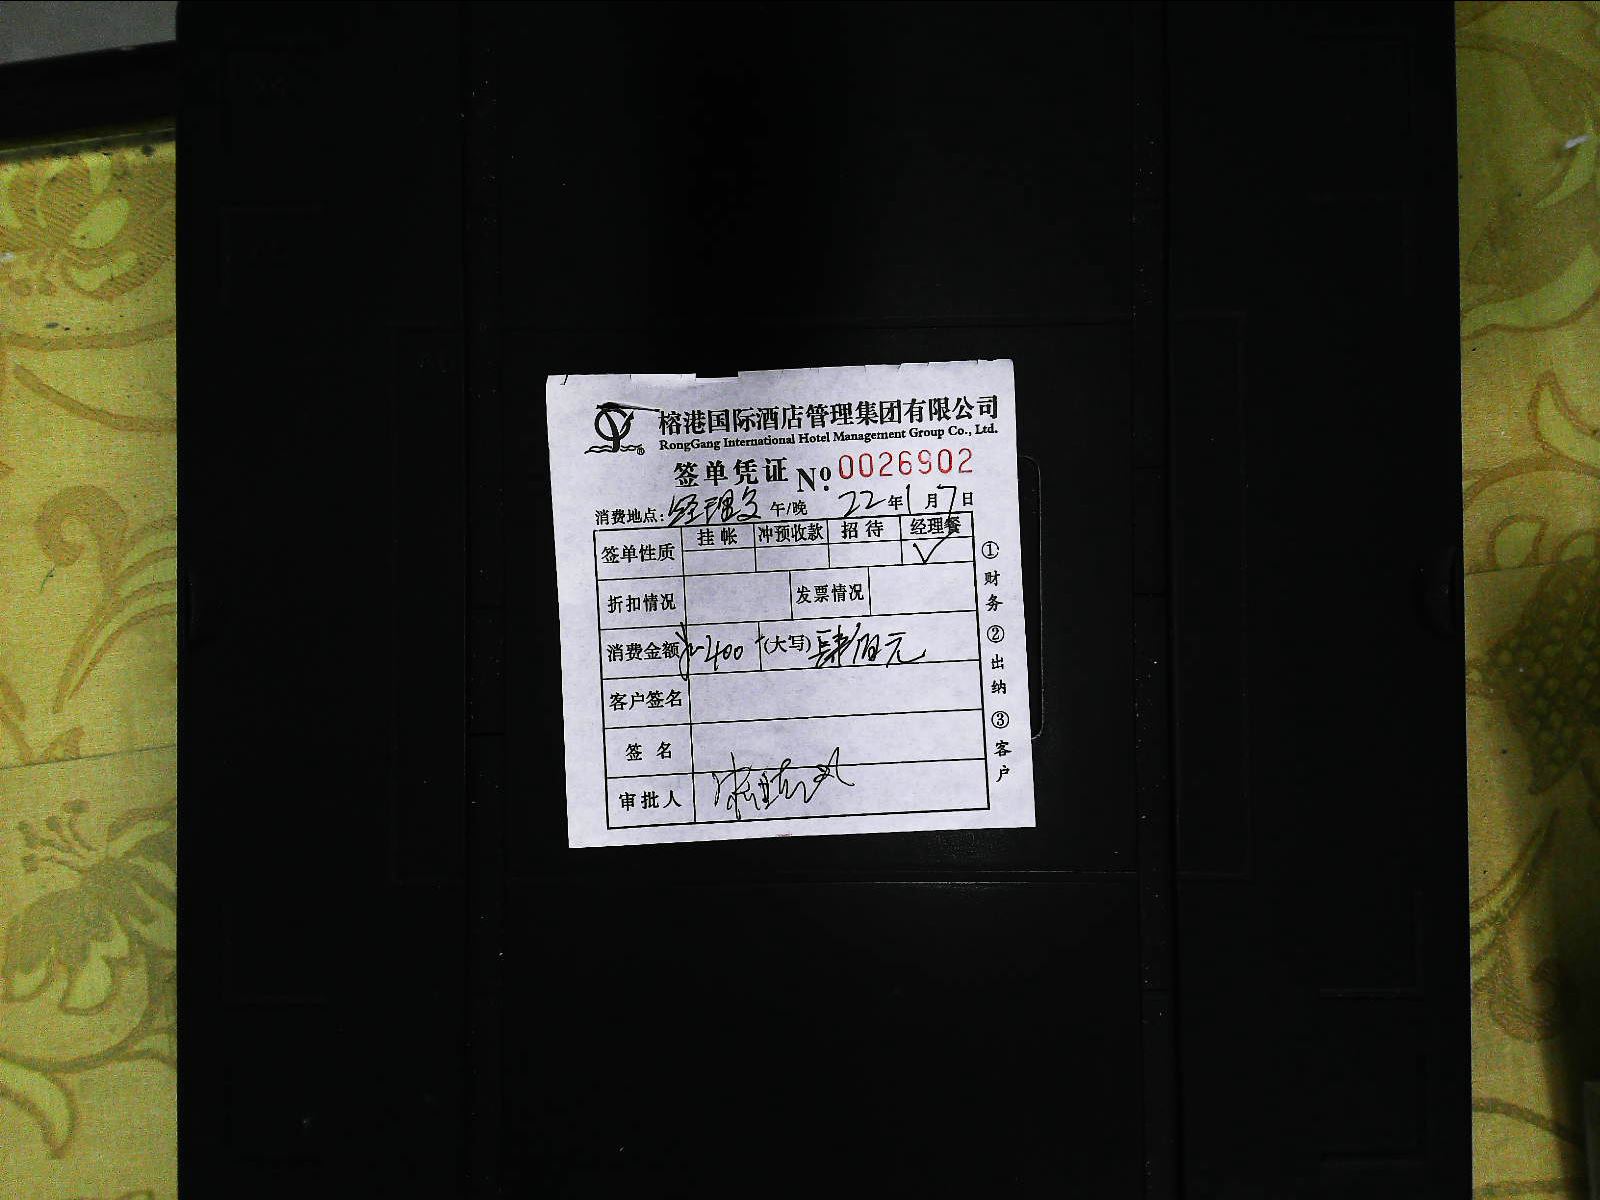 榕港国际酒店管理集团有限公司
RongGang International Hotel Management Group Co., Ltd.
签单凭证 №: 0026902
消费地点: 经理 午/晚 22年1月7日
签单性质 挂帐 冲预收款 招待 经理餐
√
折扣情况 发票情况
消费金额 ¥400 (大写) 肆佰元
客户签名
签名
审批人
①财务 ②出纳 ③客户